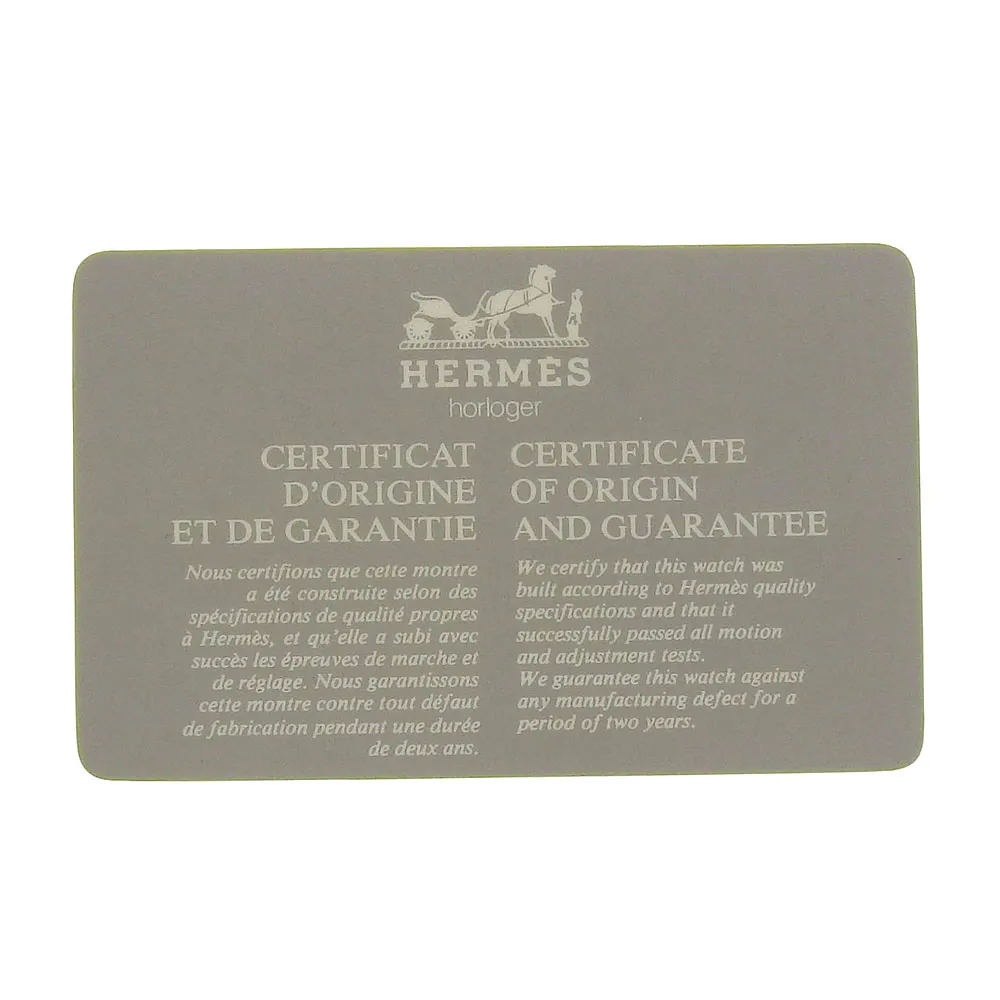 HERMÈS
horloger
CERTIFICAT
D'ORIGINE
ET DE GARANTIE
Nous certifions que cette montre
a été construite selon des
spécifications de qualité propres
à Hermès, et qu'elle a subi avec
succès les épreuves de marche et
de réglage. Nous garantissons
cette montre contre tout défaut
de fabrication pendant une durée
de deux ans.
CERTIFICATE
OF ORIGIN
AND GUARANTEE
We certify that this watch was
built according to Hermès quality
specifications and that it
successfully passed all motion
and adjustment tests.
We guarantee this watch against
any manufacturing defect for a
period of two years.